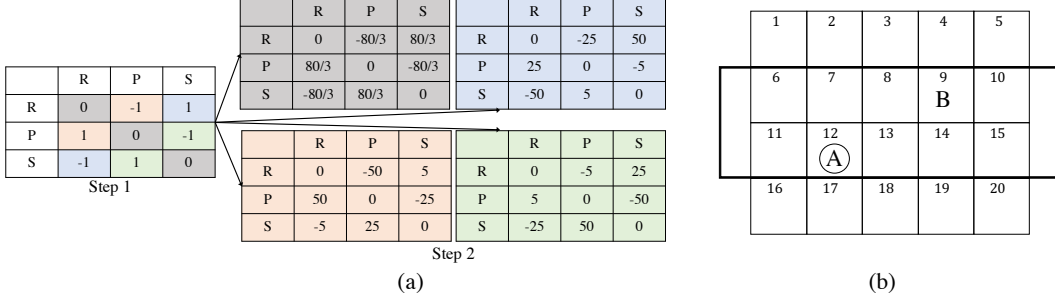 R P S
R 0 -1 1
P 1 0 -1
S -1 1 0
Step 1
R P S
R 0 -80/3 80/3
P 80/3 0 -80/3
S -80/3 80/3 0
R P S
R 0 -25 50
P 25 0 -5
S -50 5 0
R P S
R 0 -50 5
P 50 0 -25
S -5 25 0
R P S
R 0 -5 25
P 5 0 -50
S -25 50 0
Step 2
(a)
1 2 3 4 5
6 7 8 9 10
B
11 12 13 14 15
A
16 17 18 19 20
(b)